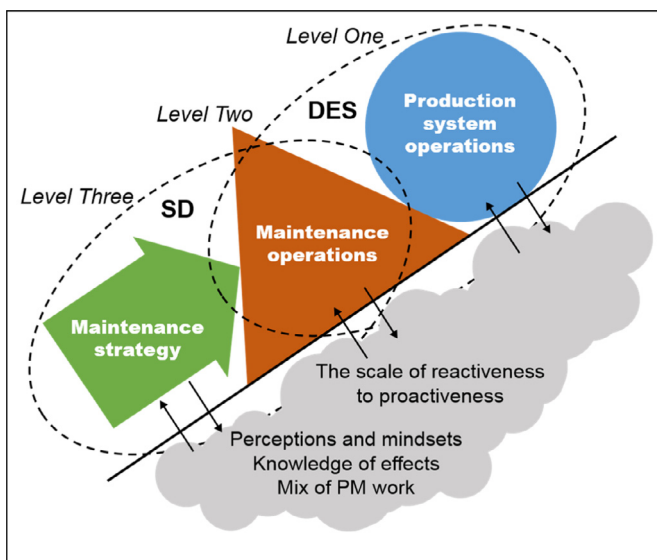 Level One
DES
Production
system
operations
Level Two
Level Three
SD
Maintenance
operations
Maintenance
strategy
The scale of reactiveness
to proactiveness
Perceptions and mindsets
Knowledge of effects
Mix of PM work